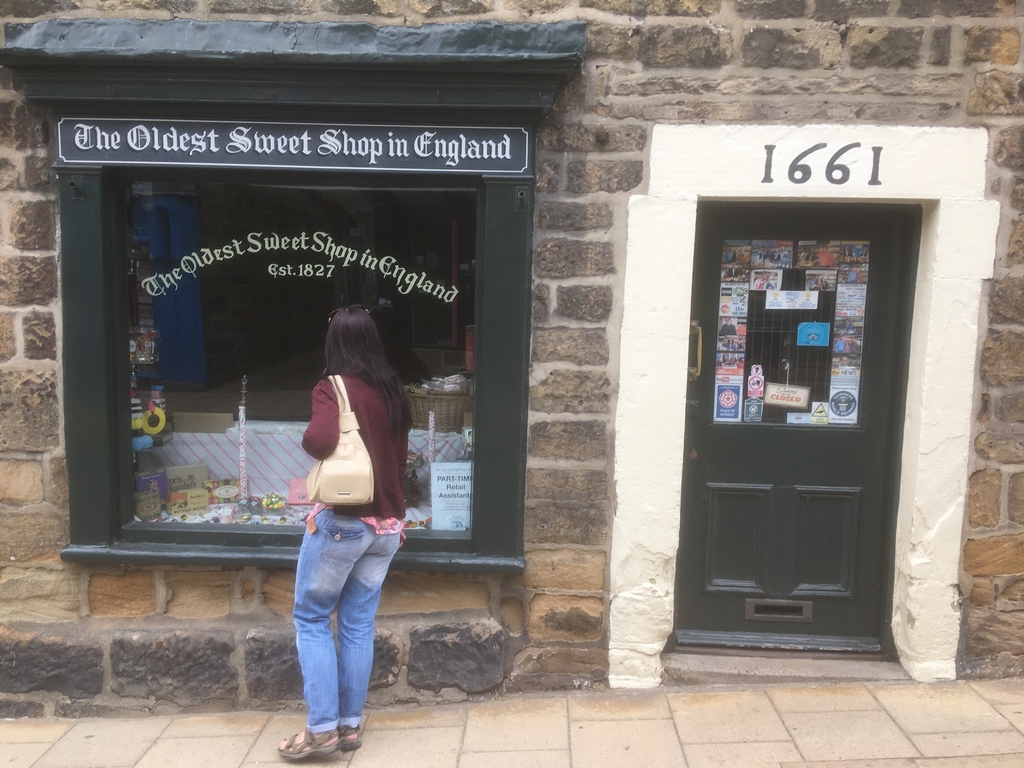 The Oldest Sweet Shop in England
1661
The Oldest Sweet Shop in England
Est. 1827
NEWS
CLOSED
PART-TIME
Retail
Assistant